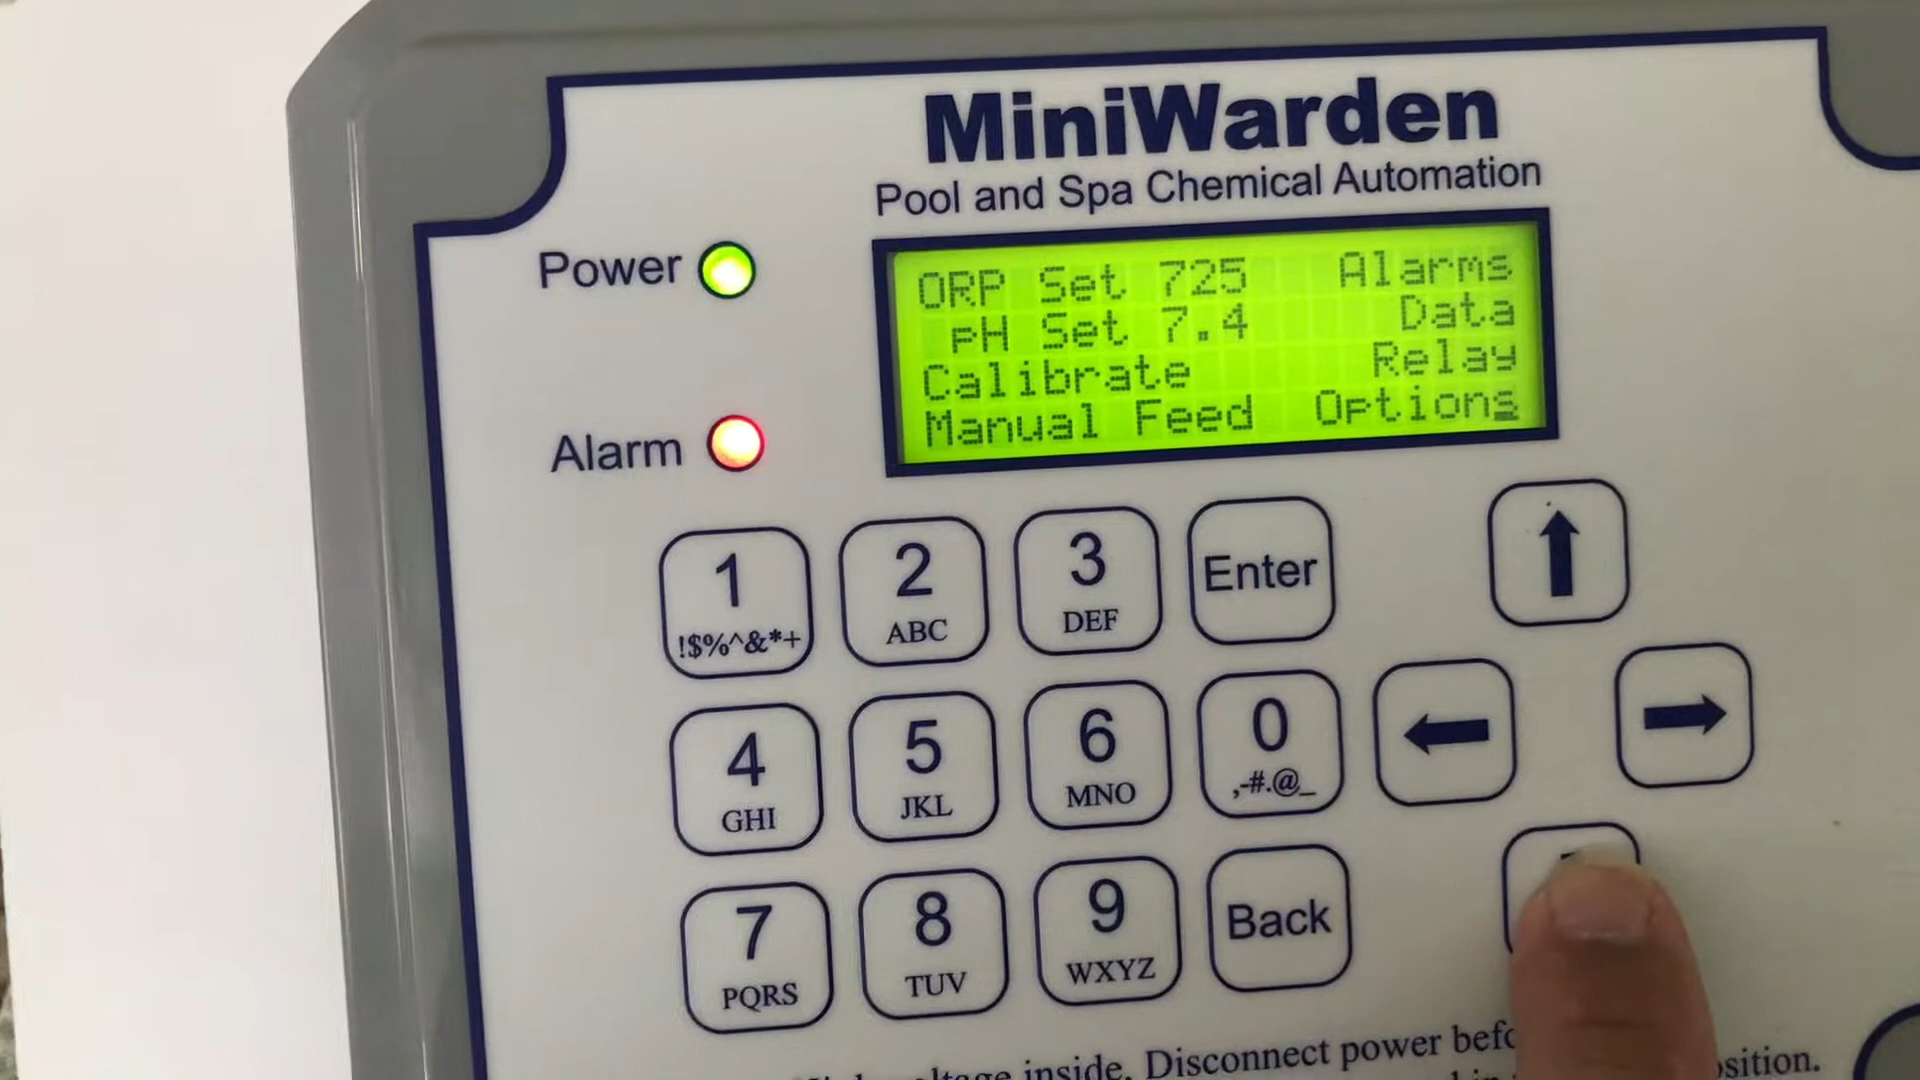 MiniWarden
Pool and Spa Chemical Automation
Power
Alarm
ORP Set 725 Alarms
pH Set 7.4 Data
Calibrate Relay
Manual Feed Options
1 2 3 Enter
!$%^&*+ ABC DEF
4 5 6 0
GHI JKL MNO ,-#.@_
7 8 9 Back
PQRS TUV WXYZ
inside. Disconnect power